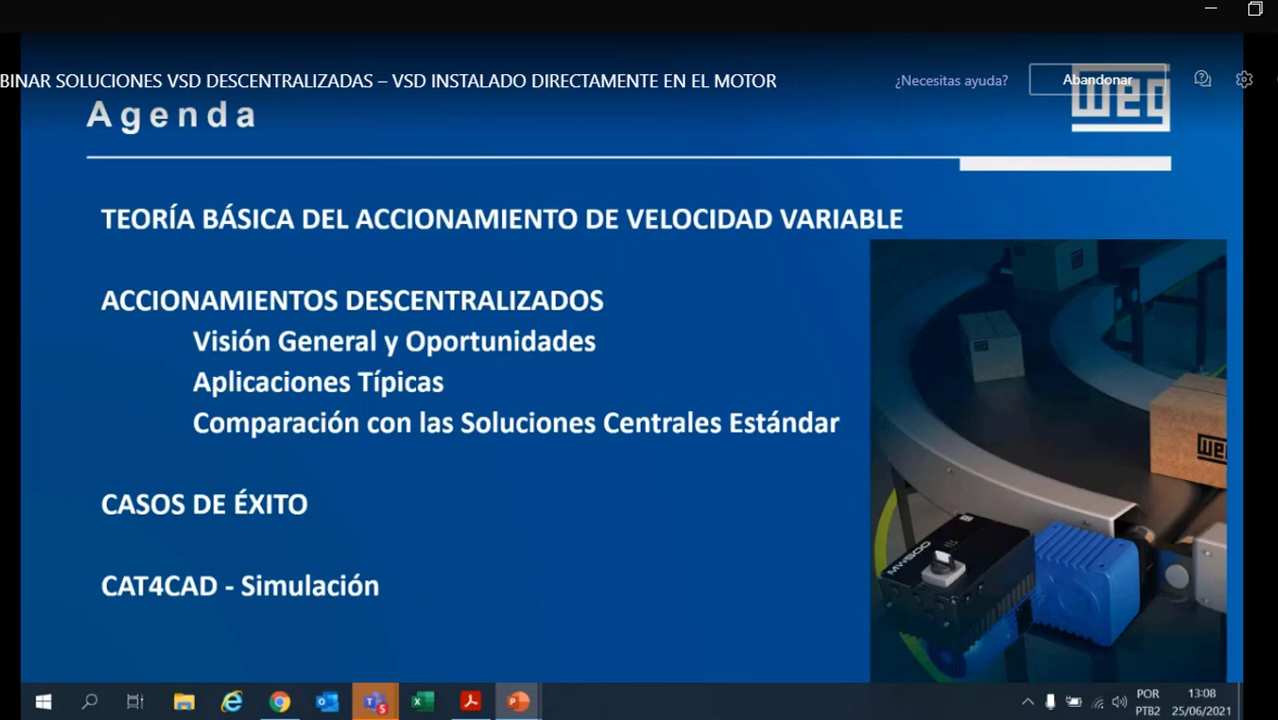 BINAR SOLUCIONES VSD DESCENTRALIZADAS – VSD INSTALADO DIRECTAMENTE EN EL MOTOR
¿Necesitas ayuda?
Abandonar
Agenda
WEG
TEORÍA BÁSICA DEL ACCIONAMIENTO DE VELOCIDAD VARIABLE
ACCIONAMIENTOS DESCENTRALIZADOS
Visión General y Oportunidades
Aplicaciones Típicas
Comparación con las Soluciones Centrales Estándar
CASOS DE ÉXITO
CAT4CAD - Simulación
WEG
MW500
POR
PTB2
13:08
25/06/2021